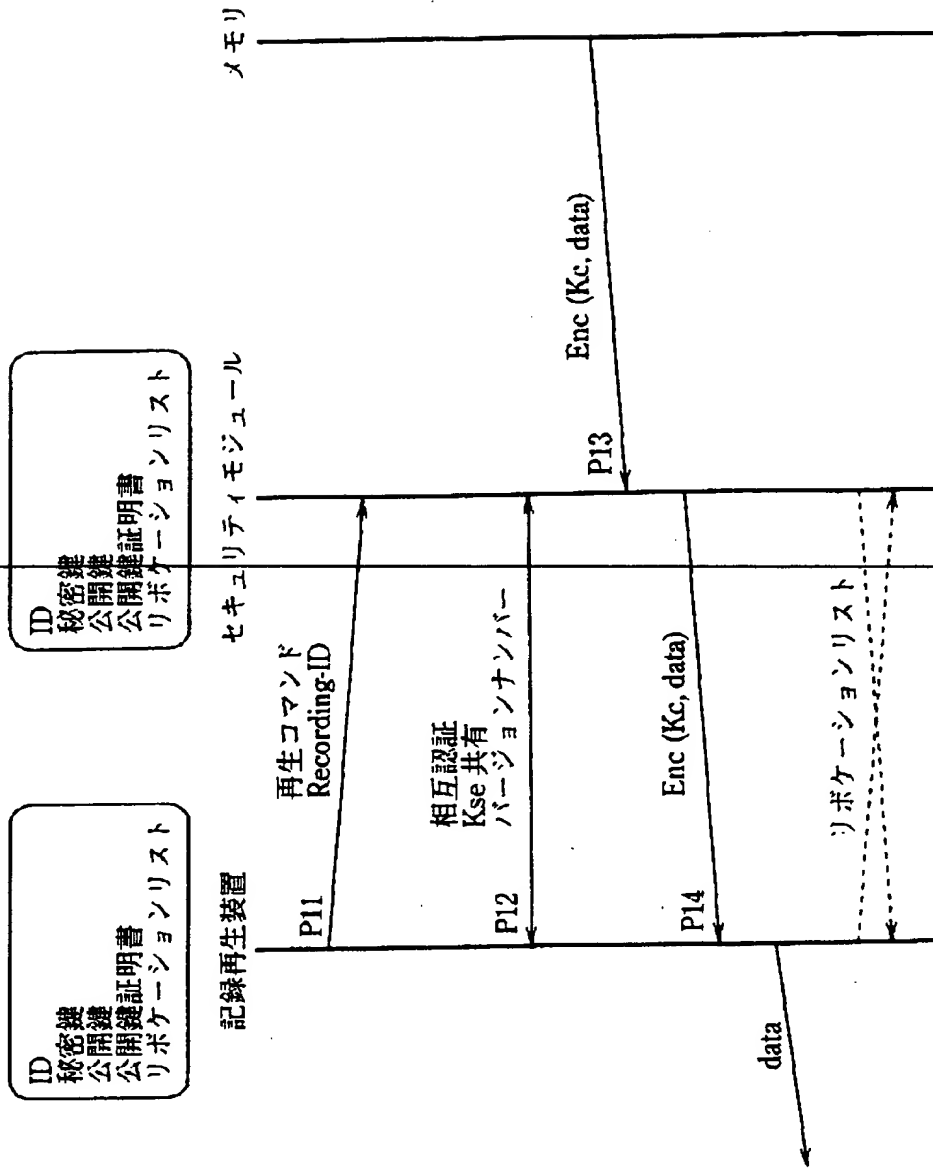 ID
秘密鍵
公開鍵
公開鍵証明書
リボケーションリスト
ID
秘密鍵
公開鍵
公開鍵証明書
リボケーションリスト
記録再生装置
セキュリティモジュール
メモリ
P11
再生コマンド
Recording-ID
P12
相互認証
Kse 共有
バージョンナンバー
P13
Enc (Kc, data)
P14
Enc (Kc, data)
data
リボケーションリスト